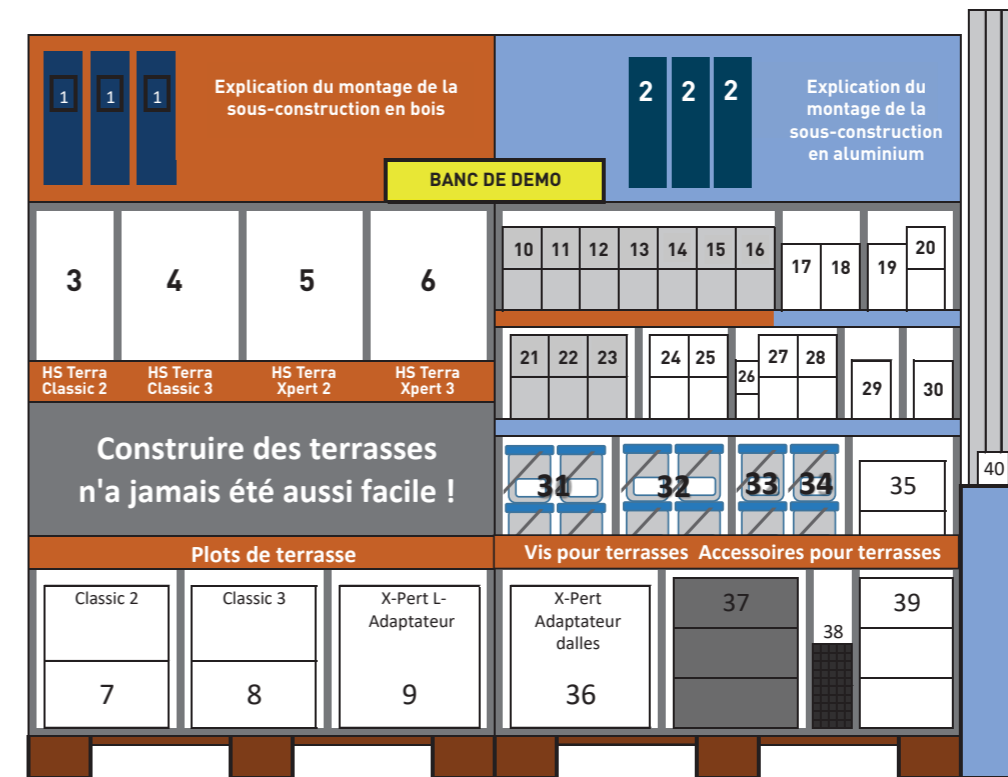 1 1 1
Explication du montage de la
sous-construction en bois
2 2 2
Explication du
montage de la
sous-construction
en aluminium
BANC DE DEMO
3 4 5 6
HS Terra
Classic 2
HS Terra
Classic 3
HS Terra
Xpert 2
HS Terra
Xpert 3
10 11 12 13 14 15 16 17 18 19 20
21 22 23 24 25 26 27 28 29 30
Construire des terrasses
n'a jamais été aussi facile !
31 32 33 34 35
40
Plots de terrasse
Vis pour terrasses Accessoires pour terrasses
Classic 2
7
Classic 3
8
X-Pert L-
Adaptateur
9
X-Pert
Adaptateur
dalles
36
37
38
39